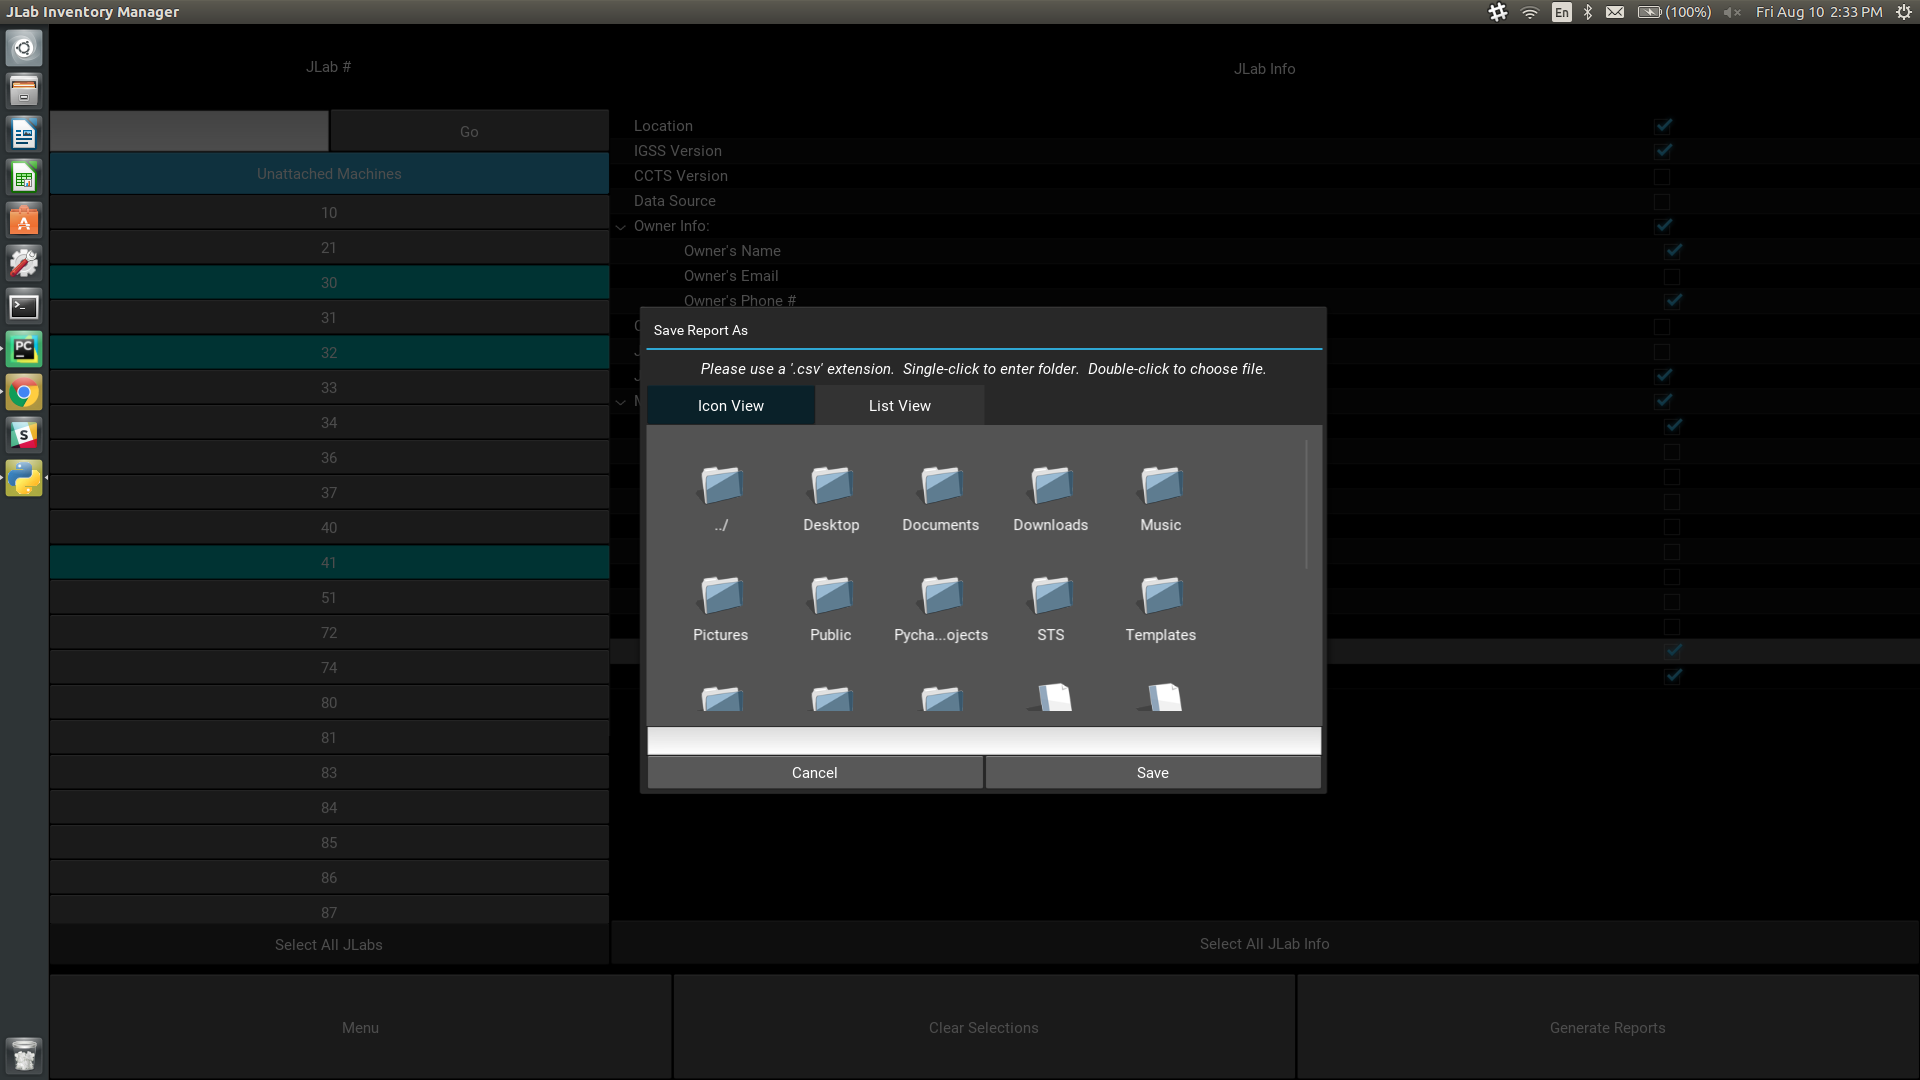 JLab Inventory Manager
En
(100%)
Fri Aug 10 2:33 PM
JLab #
JLab Info
Go
Unattached Machines
10
21
30
31
32
33
34
36
37
40
41
51
72
74
80
81
83
84
85
86
87
Select All JLabs
Location
IGSS Version
CCTS Version
Data Source
Owner Info:
Owner's Name
Owner's Email
Owner's Phone #
Save Report As
Please use a '.csv' extension. Single-click to enter folder. Double-click to choose file.
Icon View
List View
../
Desktop
Documents
Downloads
Music
Pictures
Public
Pycha...ojects
STS
Templates
Cancel
Save
Select All JLab Info
Menu
Clear Selections
Generate Reports
PC